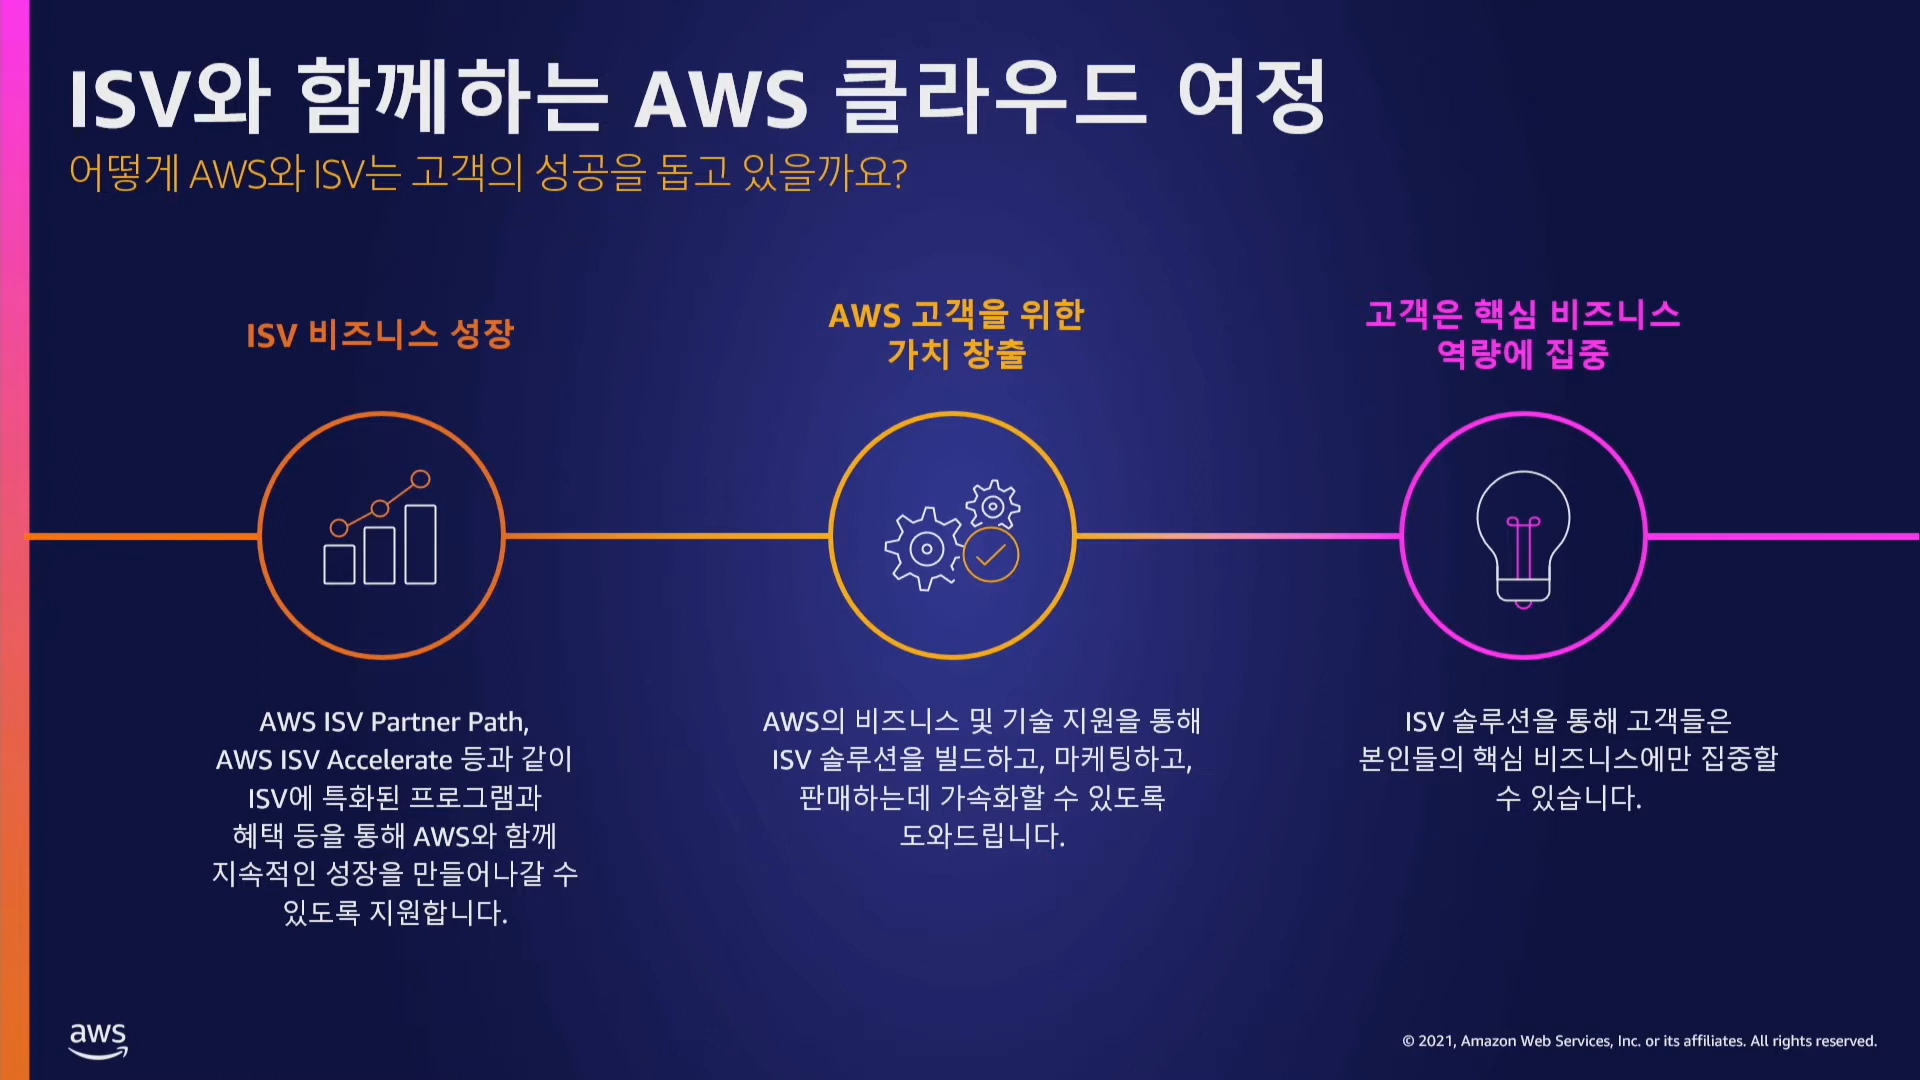 ISV와 함께하는 AWS 클라우드 여정
어떻게 AWS와 ISV는 고객의 성공을 돕고 있을까요?
ISV 비즈니스 성장
AWS ISV Partner Path,
AWS ISV Accelerate 등과 같이
ISV에 특화된 프로그램과
혜택 등을 통해 AWS와 함께
지속적인 성장을 만들어나갈 수
있도록 지원합니다.
AWS 고객을 위한
가치 창출
AWS의 비즈니스 및 기술 지원을 통해
ISV 솔루션을 빌드하고, 마케팅하고,
판매하는데 가속화할 수 있도록
도와드립니다.
고객은 핵심 비즈니스
역량에 집중
ISV 솔루션을 통해 고객들은
본인들의 핵심 비즈니스에만 집중할
수 있습니다.
aws
© 2021, Amazon Web Services, Inc. or its affiliates. All rights reserved.